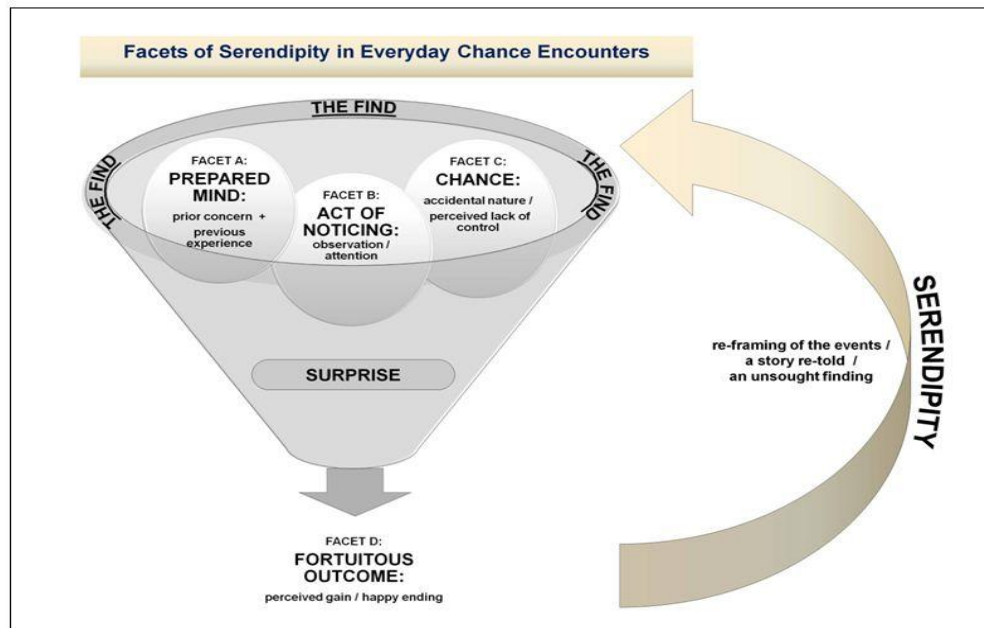 Facets of Serendipity in Everyday Chance Encounters
THE FIND
THE FIND
THE FIND
FACET A:
PREPARED
MIND:
prior concern +
previous
experience
FACET B:
ACT OF
NOTICING:
observation /
attention
FACET C:
CHANCE:
accidental nature /
perceived lack of
control
SURPRISE
FACET D:
FORTUITOUS
OUTCOME:
perceived gain / happy ending
re-framing of the events /
a story re-told /
an unsought finding
SERENDIPITY